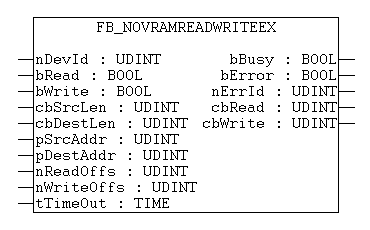 FB_NOVRAMREADWRITEEX
nDevId : UDINT bBusy : BOOL
bRead : BOOL bError : BOOL
bWrite : BOOL nErrId : UDINT
cbSrcLen : UDINT cbRead : UDINT
cbDestLen : UDINT cbWrite : UDINT
pSrcAddr : UDINT
pDestAddr : UDINT
nReadOffs : UDINT
nWriteOffs : UDINT
tTimeOut : TIME